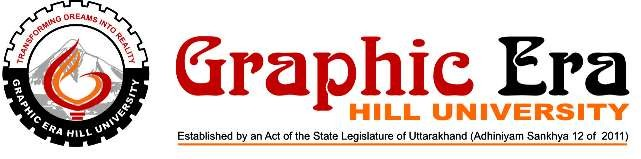 TRANSFORMING DREAMS INTO REALITY
GRAPHIC ERA HILL UNIVERSITY
Graphic Era
HILL UNIVERSITY
Established by an Act of the State Legislature of Uttarakhand (Adhiniyam Sankhya 12 of 2011)